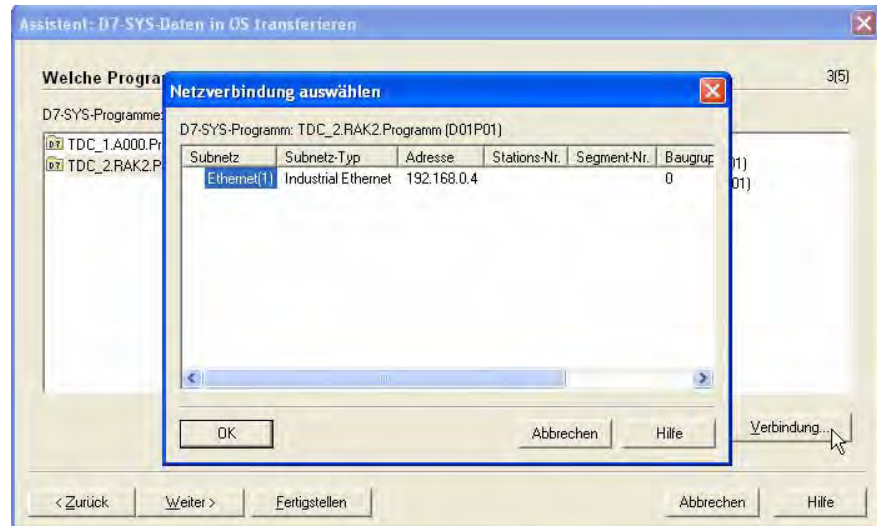 Assistent: D7-SYS-Daten in OS transferieren
Welche Progra
3(5)
D7-SYS-Programme:
TDC_1.A000.Pr
TDC_2.RAK2.P
01)
01)
Netzverbindung auswählen
D7-SYS-Programm: TDC_2.RAK2.Programm (D01P01)
Subnetz Subnetz-Typ Adresse Stations-Nr. Segment-Nr. Baugrup
Ethernet(1) Industrial Ethernet 192.168.0.4 0
OK Abbrechen Hilfe
Verbindung...
< Zurück Weiter > Fertigstellen Abbrechen Hilfe